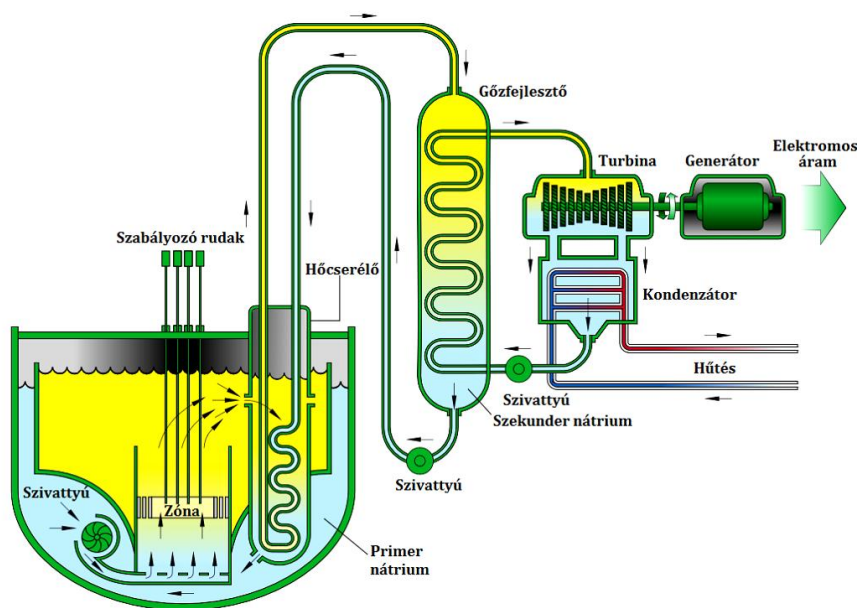 Gőzfejlesztő
Turbina
Generátor
Elektromos
áram
Szabályozó rudak
Hőcserélő
Kondenzátor
Hűtés
Szivattyú
Szekunder nátrium
Szivattyú
Szivattyú
Zóna
Primer
nátrium